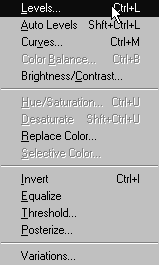 Levels... Ctrl+L
Auto Levels Shft+Ctrl+L
Curves... Ctrl+M
Color Balance... Ctrl+B
Brightness/Contrast...
Hue/Saturation... Ctrl+U
Desaturate Shft+Ctrl+U
Replace Color...
Selective Color...
Invert Ctrl+I
Equalize
Threshold...
Posterize...
Variations...